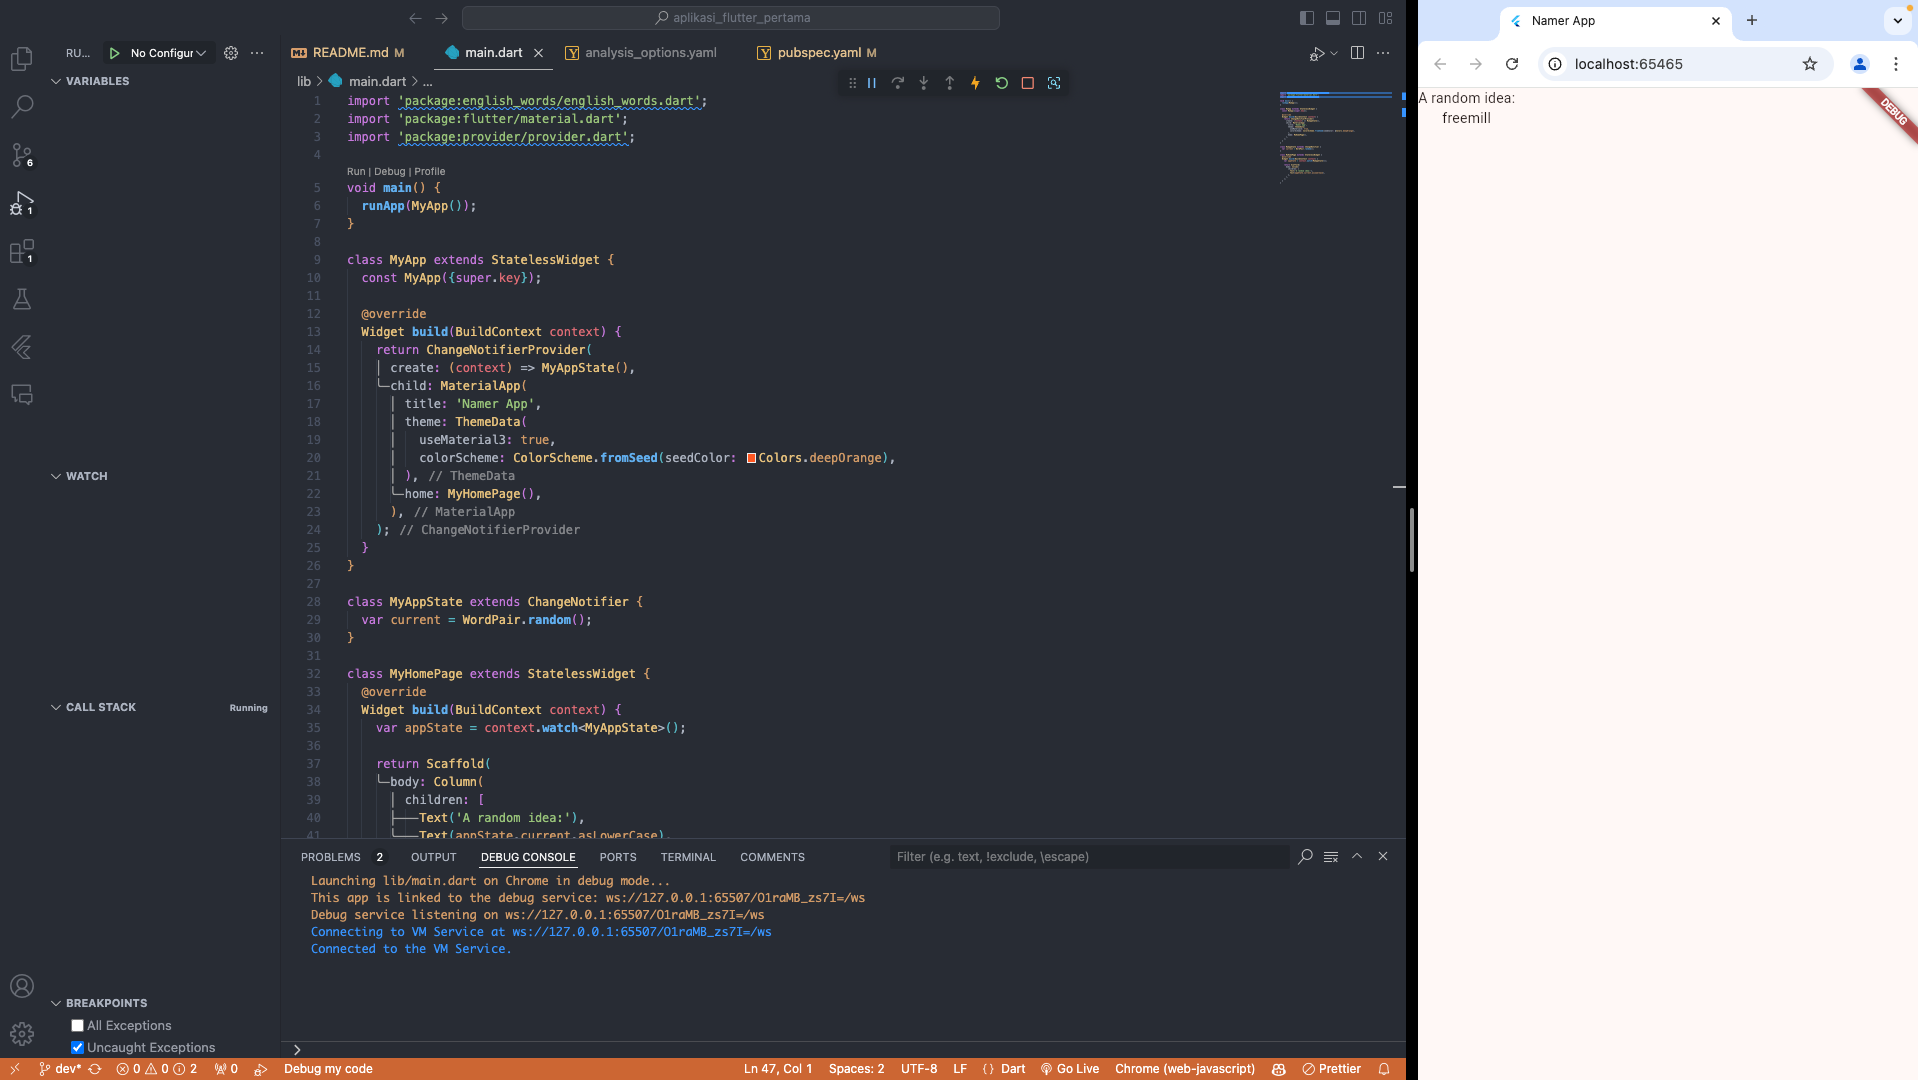 aplikasi_flutter_pertama
RU... No Configur
README.md M
main.dart
analysis_options.yaml
pubspec.yaml M
VARIABLES
lib > main.dart > ...
1 import 'package:english_words/english_words.dart';
2 import 'package:flutter/material.dart';
3 import 'package:provider/provider.dart';
4
Run | Debug | Profile
5 void main() {
6 runApp(MyApp());
7 }
8
9 class MyApp extends StatelessWidget {
10 const MyApp({super.key});
11
12 @override
13 Widget build(BuildContext context) {
14 return ChangeNotifierProvider(
15 create: (context) => MyAppState(),
16 child: MaterialApp(
17 title: 'Namer App',
18 theme: ThemeData(
19 useMaterial3: true,
20 colorScheme: ColorScheme.fromSeed(seedColor: Colors.deepOrange),
21 ), // ThemeData
22 home: MyHomePage(),
23 ), // MaterialApp
24 ); // ChangeNotifierProvider
25 }
26 }
27
28 class MyAppState extends ChangeNotifier {
29 var current = WordPair.random();
30 }
31
32 class MyHomePage extends StatelessWidget {
33 @override
34 Widget build(BuildContext context) {
35 var appState = context.watch<MyAppState>();
36
37 return Scaffold(
38 body: Column(
39 children: [
40 Text('A random idea:'),
41 Text(appState.current.asLowerCase),
6
1
1
WATCH
CALL STACK Running
BREAKPOINTS
All Exceptions
Uncaught Exceptions
PROBLEMS 2 OUTPUT DEBUG CONSOLE PORTS TERMINAL COMMENTS
Filter (e.g. text, !exclude, \escape)
Launching lib/main.dart on Chrome in debug mode...
This app is linked to the debug service: ws://127.0.0.1:65507/O1raMB_zs7I=/ws
Debug service listening on ws://127.0.0.1:65507/O1raMB_zs7I=/ws
Connecting to VM Service at ws://127.0.0.1:65507/O1raMB_zs7I=/ws
Connected to the VM Service.
dev* 0 0 2 0 Debug my code
Ln 47, Col 1 Spaces: 2 UTF-8 LF {} Dart Go Live Chrome (web-javascript) Prettier
Namer App
localhost:65465
A random idea:
freemill
DEBUG